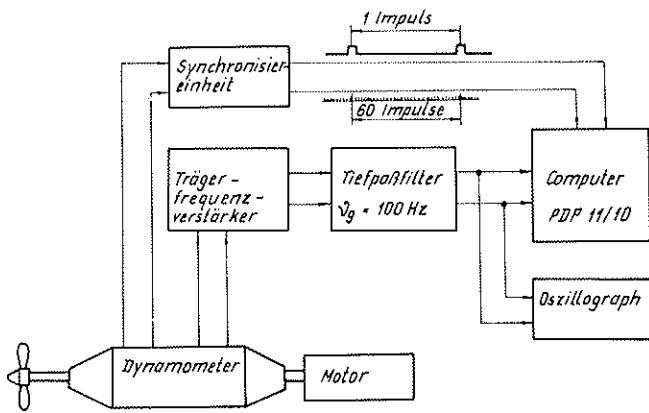 1 Impuls
Synchronisier-
einheit
60 Impulse
Träger-
frequenz-
verstärker
Tiefpaßfilter
νg = 100 Hz
Computer
PDP 11/10
Oszillograph
Dynamometer
Motor